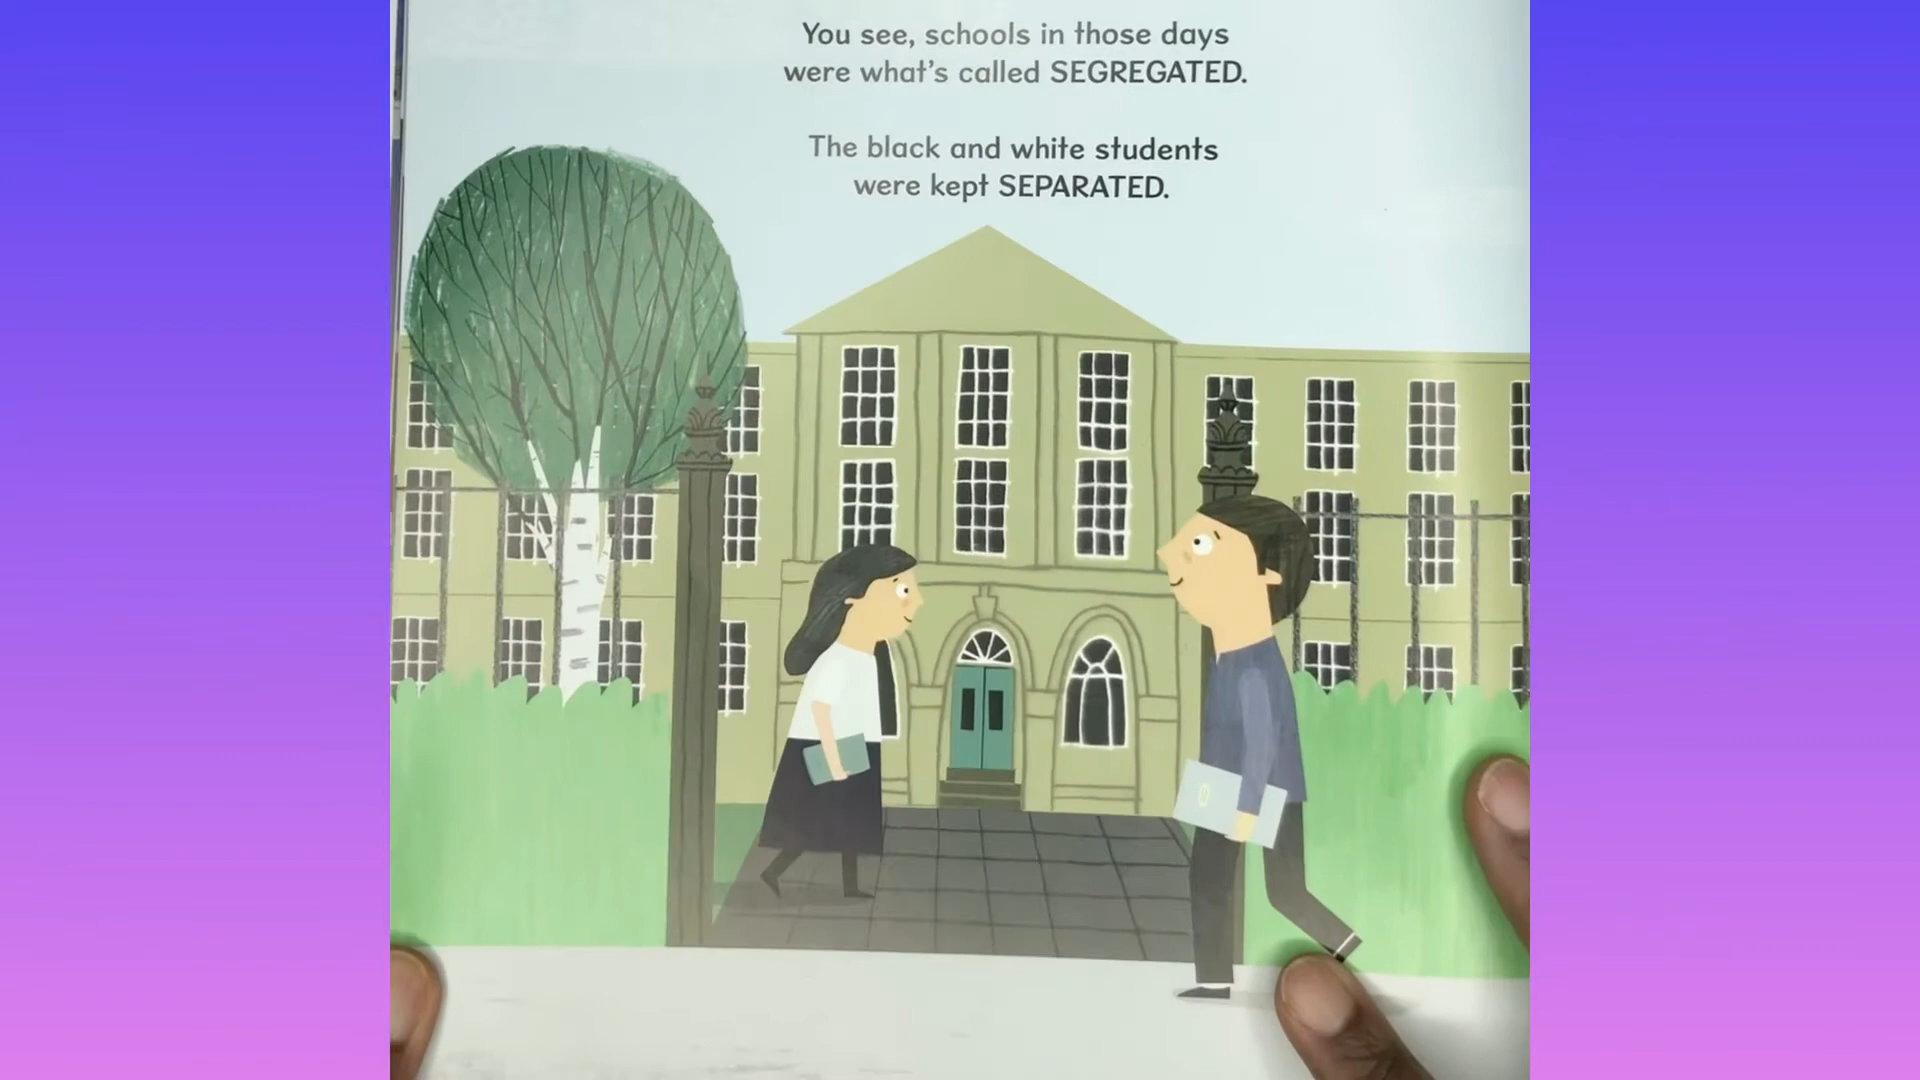 You see, schools in those days
were what's called SEGREGATED.
The black and white students
were kept SEPARATED.